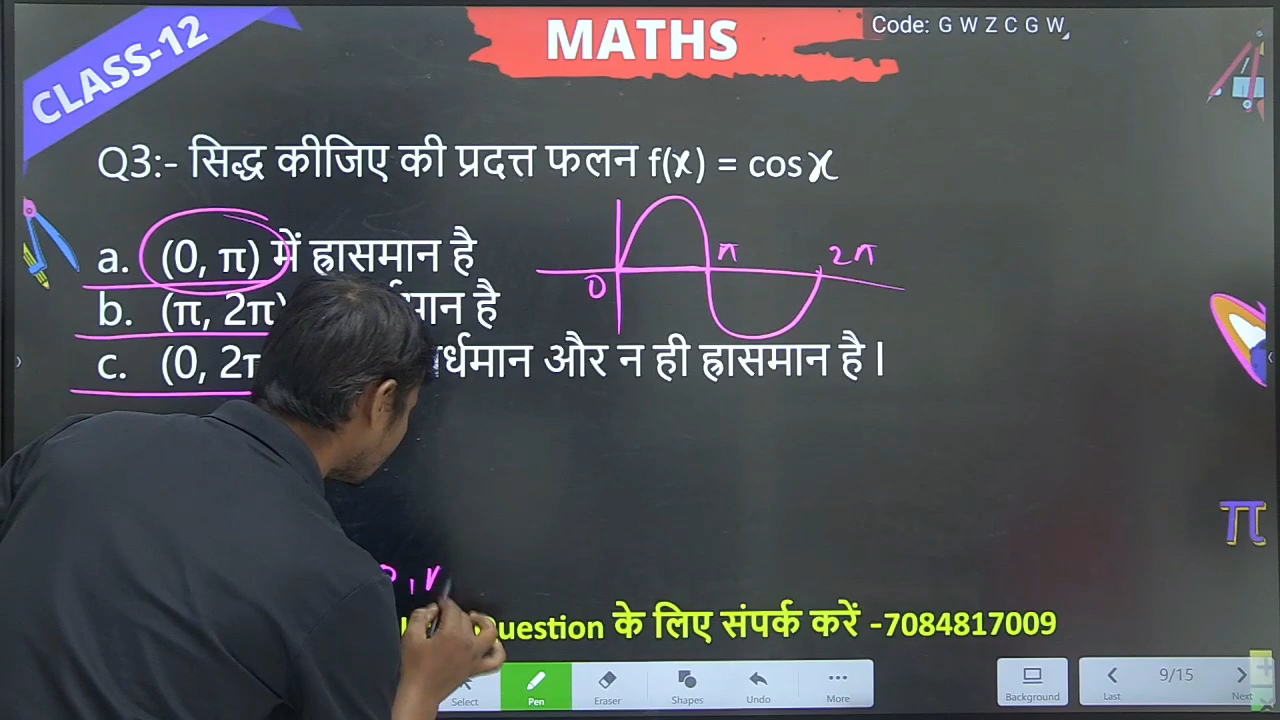 CLASS-12
MATHS
Code: G W Z C G W
Q3:- सिद्ध कीजिए की प्रदत्त फलन f(x) = cos x
a. (0, π) में ह्रासमान है
b. (π, 2π) मान है
c. (0, 2π र्धमान और न ही ह्रासमान है l
0
π
2π
question के लिए संपर्क करें -7084817009
π
Select
Pen
Eraser
Shapes
Undo
More
Background
Last
9/15
Next